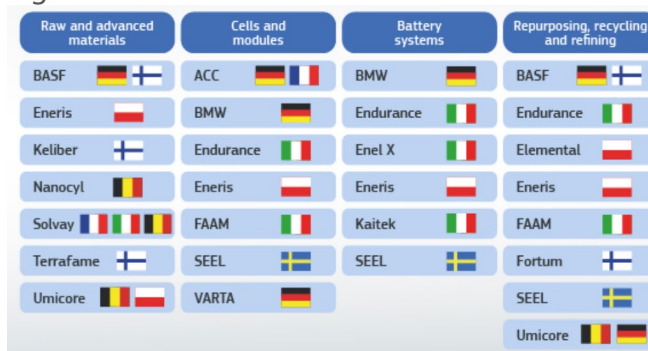 Raw and advanced
materials
BASF
Eneris
Keliber
Nanocyl
Solvay
Terrafame
Umicore
Cells and
modules
ACC
BMW
Endurance
Eneris
FAAM
SEEL
VARTA
Battery
systems
BMW
Endurance
Enel X
Eneris
Kaitek
SEEL
Repurposing, recycling
and refining
BASF
Endurance
Elemental
Eneris
FAAM
Fortum
SEEL
Umicore